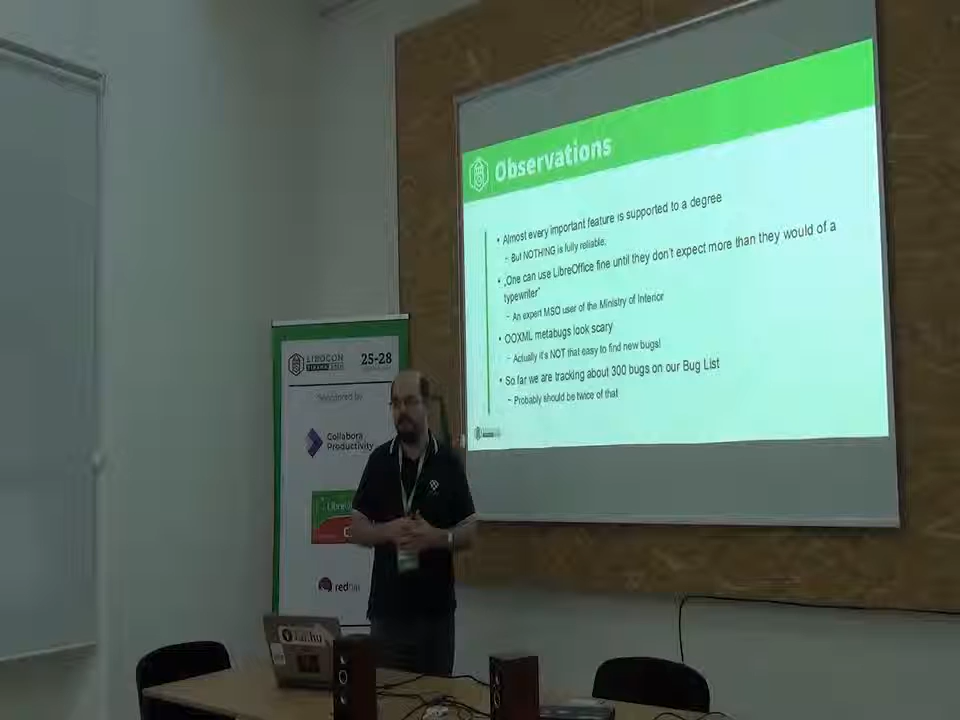 Observations
• Almost every important feature is supported to a degree
– But NOTHING is fully reliable.
• „One can use LibreOffice fine until they don't expect more than they would of a
typewriter"
– An expert MSO user of the Ministry of Interior
• OOXML metabugs look scary
– Actually it's NOT that easy to find new bugs!
• So far we are tracking about 300 bugs on our Bug List
– Probably should be twice of that
LIBOCON
25-28
Sponsored by
Collabora
Productivity
redhat